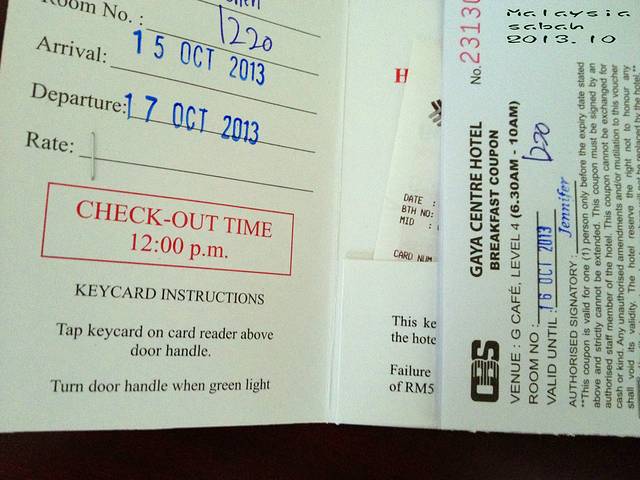 Room No.: 1220
Arrival: 15 OCT 2013
Departure: 17 OCT 2013
Rate:
CHECK-OUT TIME
12:00 p.m.
KEYCARD INSTRUCTIONS
Tap keycard on card reader above
door handle.
Turn door handle when green light
H
DATE :
BTH NO:
MID :
CARD NUM
This ke
the hote
Failure
of RM5
No. 23130
GAYA CENTRE HOTEL
BREAKFAST COUPON
VENUE : G CAFÉ, LEVEL 4 (6.30AM - 10AM)
ROOM NO : 1220
VALID UNTIL : 16 OCT 2013
AUTHORISED SIGNATORY : Jennifer
**This coupon is valid for one (1) person only before the expiry date stated
above and strictly cannot be extended. This coupon must be signed by an
authorised staff member of the hotel. This coupon cannot be exchanged for
cash or kind. Any unauthorised amendments and/or mutilation to this voucher
shall void its validity. The hotel reserve the right not to honour any
by the hotel.**
Malaysia
sabah
2013.10